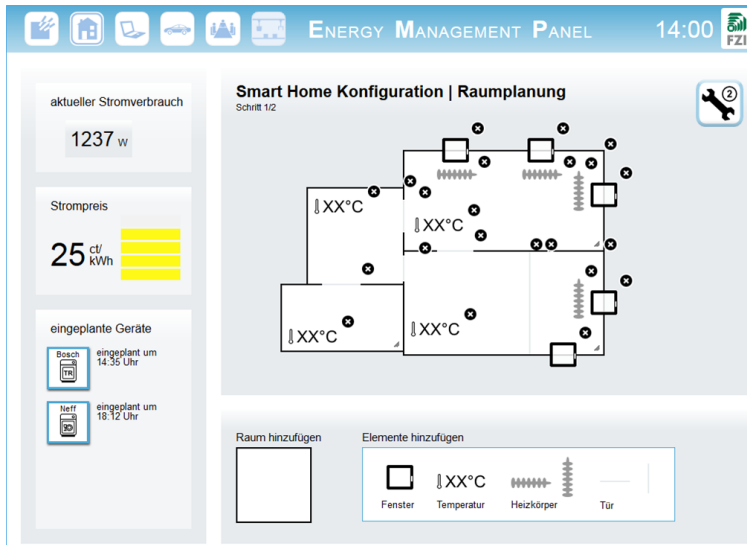 ENERGY MANAGEMENT PANEL
14:00
FZI
aktueller Stromverbrauch
1237 W
Strompreis
25 ct/
kWh
eingeplante Geräte
Bosch
TR
eingeplant um
14:35 Uhr
Neff
eingeplant um
18:12 Uhr
Smart Home Konfiguration | Raumplanung
Schritt 1/2
2
XX°C
XX°C
XX°C
XX°C
Raum hinzufügen
Elemente hinzufügen
XX°C
Fenster
Temperatur
Heizkörper
Tür